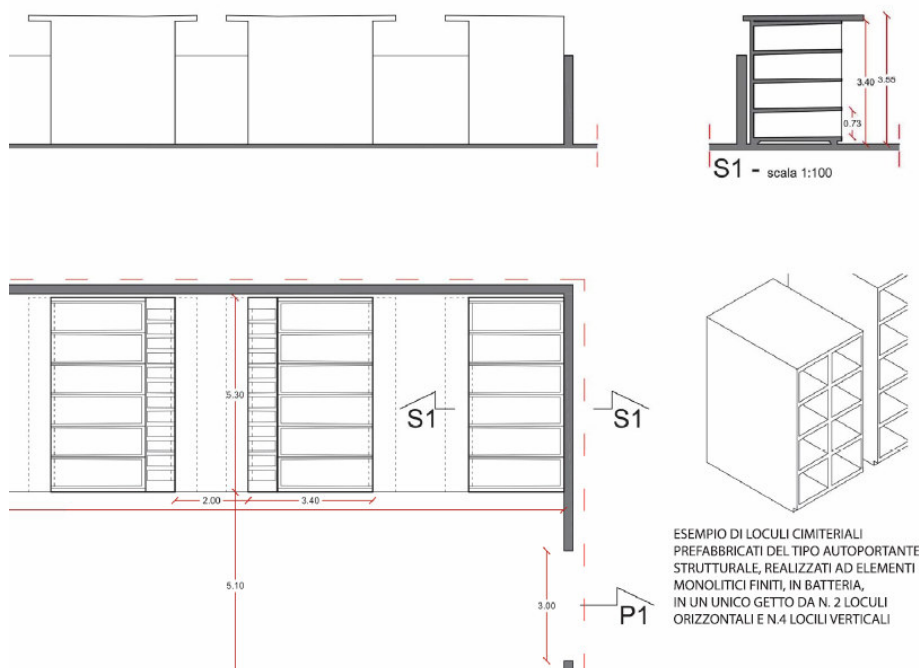 3.40
3.55
0.73
S1 - scala 1:100
5.30
S1
S1
2.00
3.40
ESEMPIO DI LOCULI CIMITERIALI
PREFABBRICATI DEL TIPO AUTOPORTANTE
STRUTTURALE, REALIZZATI AD ELEMENTI
MONOLITICI FINITI, IN BATTERIA,
IN UN UNICO GETTO DA N. 2 LOCULI
ORIZZONTALI E N.4 LOCILI VERTICALI
5.10
3.00
P1